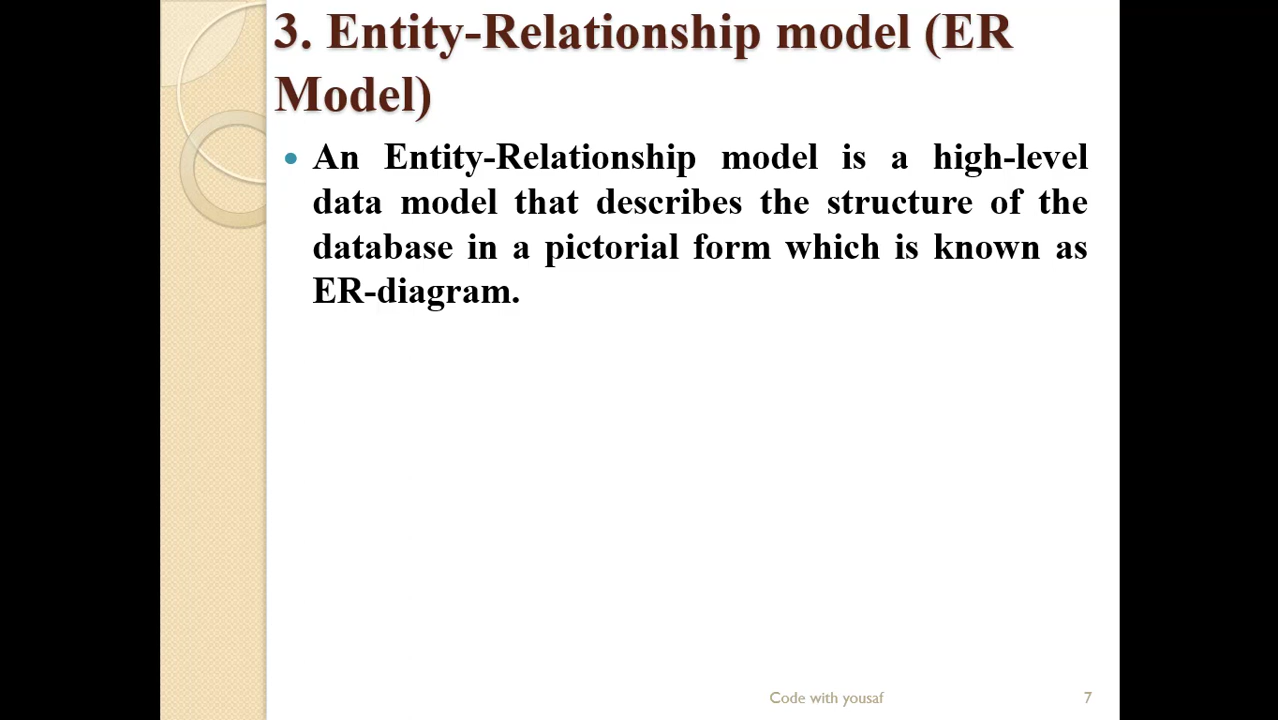 3. Entity-Relationship model (ER
Model)
• An Entity-Relationship model is a high-level
data model that describes the structure of the
database in a pictorial form which is known as
ER-diagram.
Code with yousaf 7